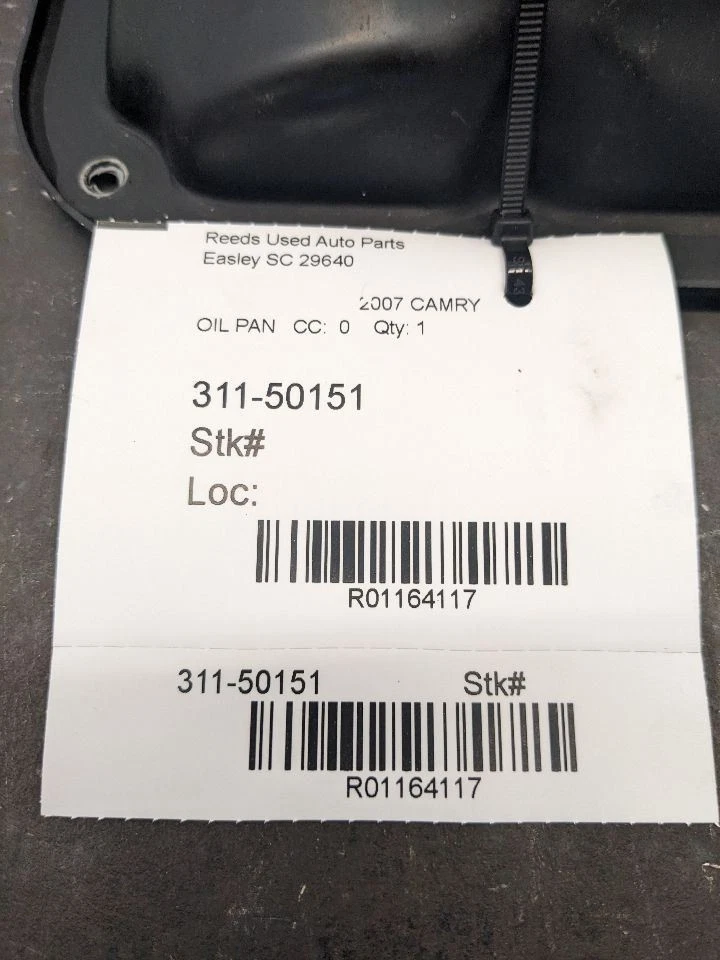 Reeds Used Auto Parts
Easley SC 29640
2007 CAMRY
OIL PAN CC: 0 Qty: 1
311-50151
Stk#
Loc:
R01164117
311-50151 Stk#
R01164117